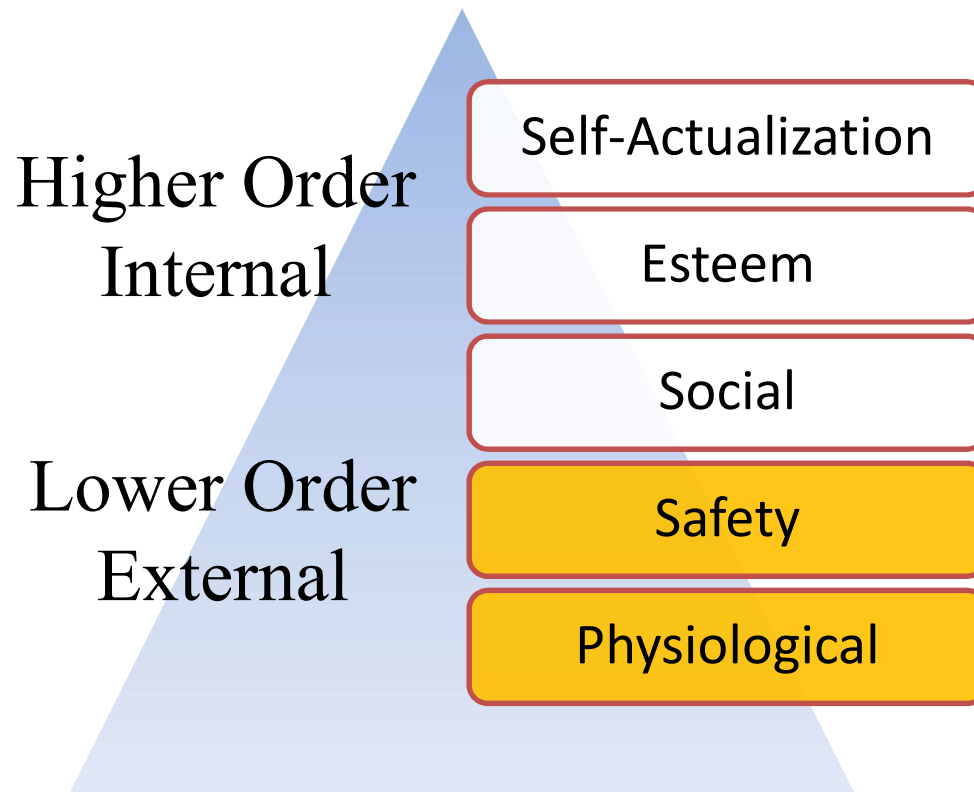 Higher Order
Internal
Lower Order
External
Self-Actualization
Esteem
Social
Safety
Physiological